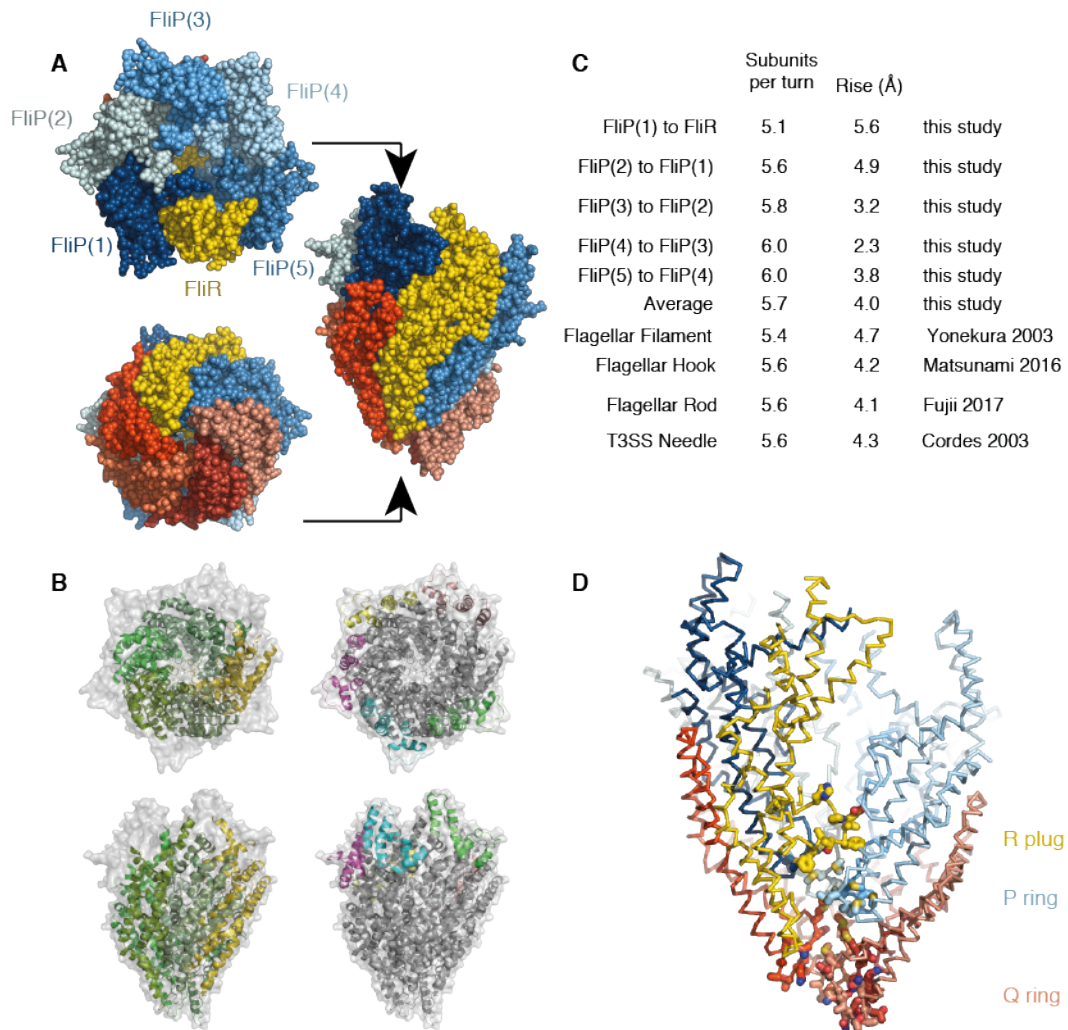 A
FliP(3)
FliP(4)
FliP(2)
FliP(1)
FliP(5)
FliR
C
Subunits per turn Rise (Å)
FliP(1) to FliR 5.1 5.6 this study
FliP(2) to FliP(1) 5.6 4.9 this study
FliP(3) to FliP(2) 5.8 3.2 this study
FliP(4) to FliP(3) 6.0 2.3 this study
FliP(5) to FliP(4) 6.0 3.8 this study
Average 5.7 4.0 this study
Flagellar Filament 5.4 4.7 Yonekura 2003
Flagellar Hook 5.6 4.2 Matsunami 2016
Flagellar Rod 5.6 4.1 Fujii 2017
T3SS Needle 5.6 4.3 Cordes 2003
B
D
R plug
P ring
Q ring